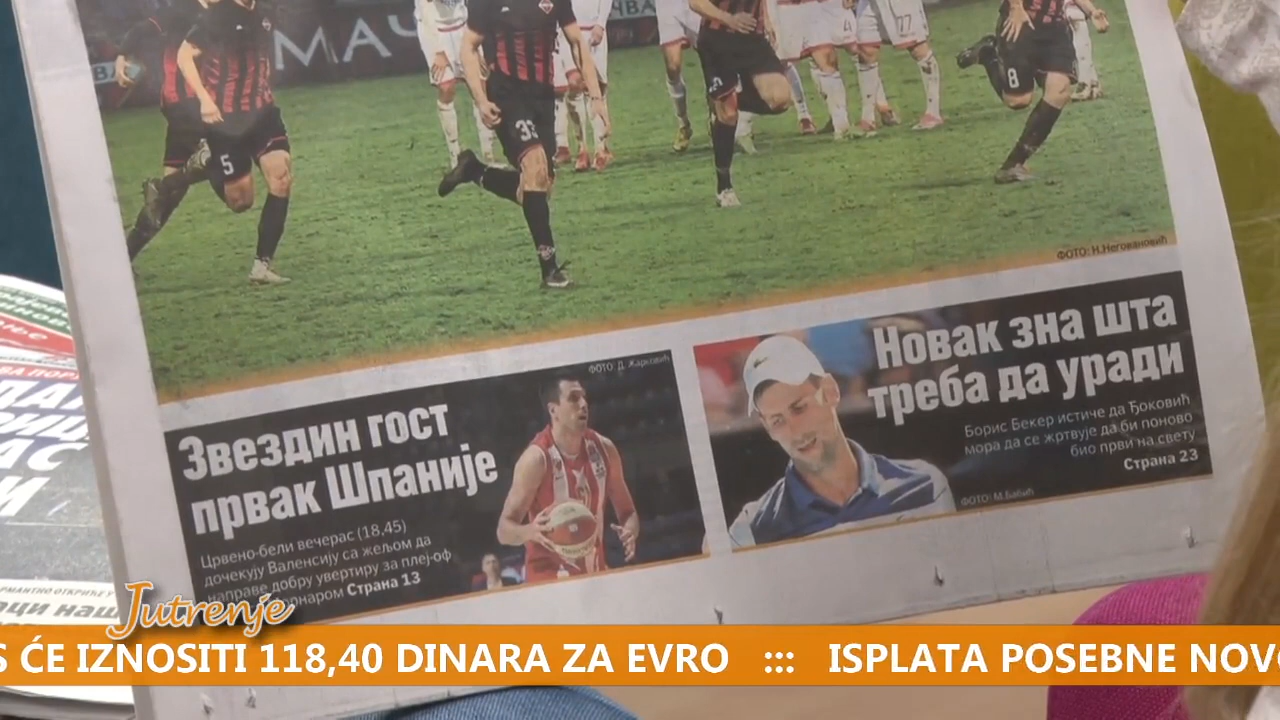 МАЧВА
ФОТО: Н.Неговановић
Звездин гост
првак Шпаније
ФОТО: Д. Жарковић
Црвено-бели вечерас (18,45)
дочекују Валенсију са жељом да
направе добру увертиру за плеј-оф
Страна 13
Новак зна шта
треба да уради
Борис Бекер истиче да Ђоковић
мора да се жртвује да би поново
био први на свету
Страна 23
ФОТО: М.Бабић
Jutrenje
S ĆE IZNOSITI 118,40 DINARA ZA EVRO ::: ISPLATA POSEBNE